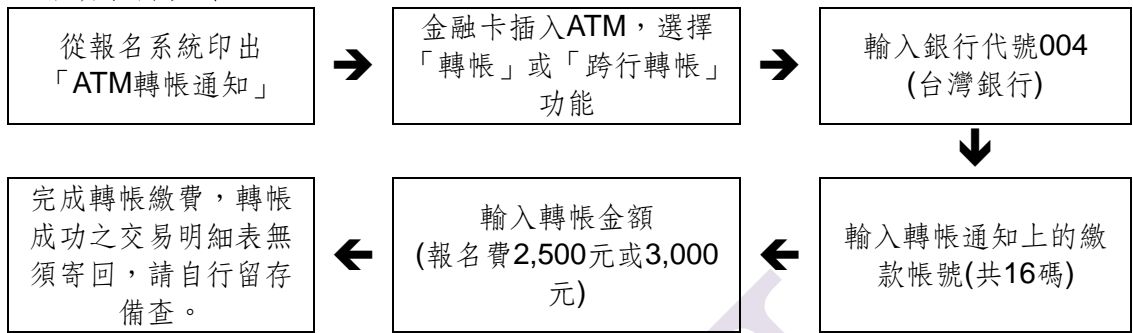 從報名系統印出
「ATM轉帳通知」
金融卡插入ATM，選擇
「轉帳」或「跨行轉帳」
功能
輸入銀行代號004
(台灣銀行)
輸入轉帳通知上的繳
款帳號(共16碼)
輸入轉帳金額
(報名費2,500元或3,000
元)
完成轉帳繳費，轉帳
成功之交易明細表無
須寄回，請自行留存
備查。